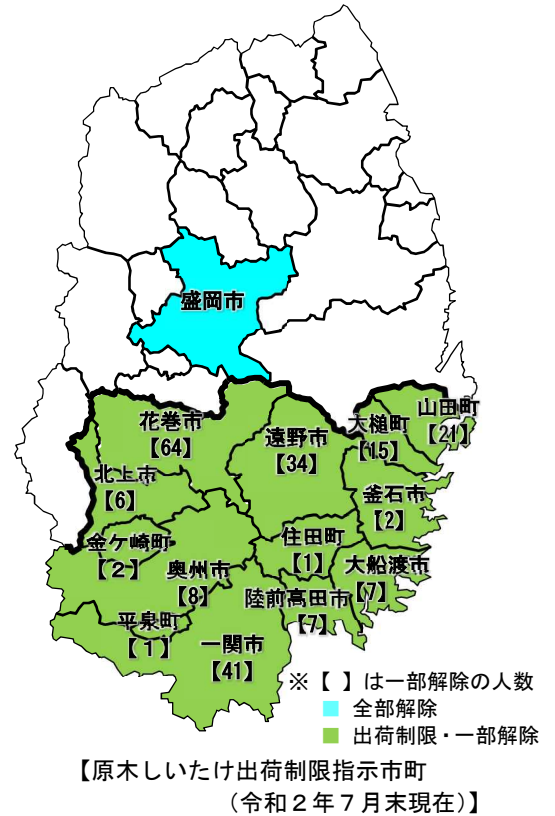 盛岡市
花巻市
【64】
遠野市
【34】
大槌町
【15】
山田町
【21】
北上市
【6】
釜石市
【2】
金ケ崎町
【２】
住田町
【1】
大船渡市
【7】
奥州市
【8】
陸前高田市
【7】
平泉町
【１】
一関市
【41】
※【 】は一部解除の人数
全部解除
出荷制限・一部解除
【原木しいたけ出荷制限指示市町
（令和２年７月末現在）】